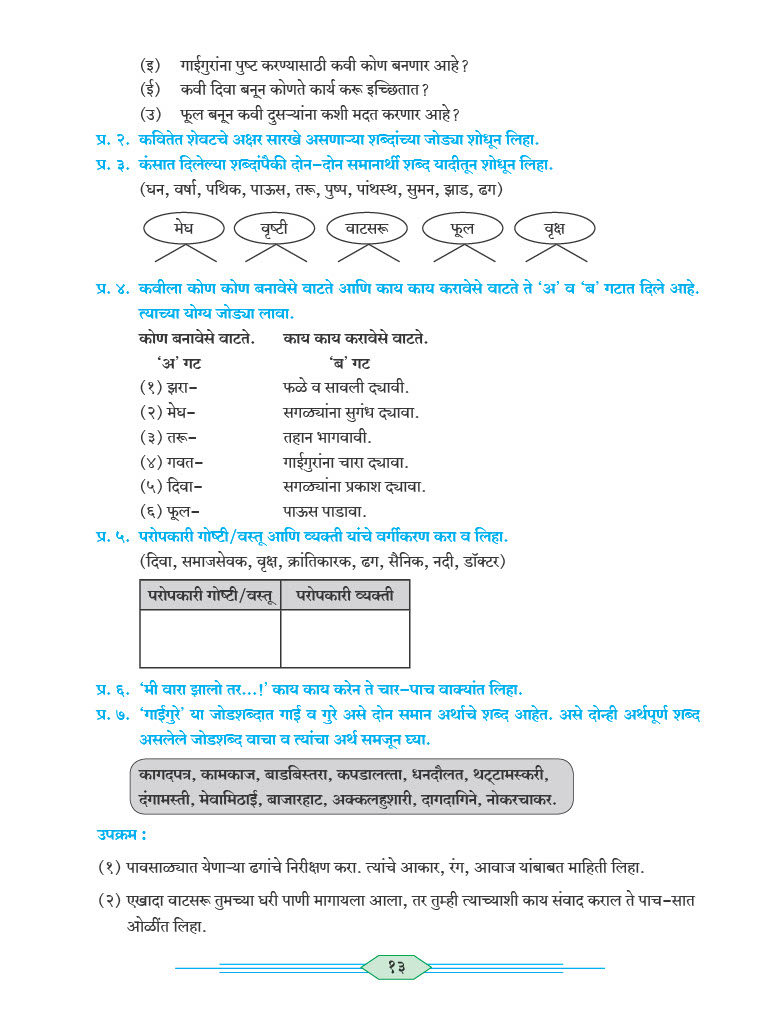 (इ) गाईगुरांना पुष्ट करण्यासाठी कवी कोण बनणार आहे?
(ई) कवी दिवा बनून कोणते कार्य करू इच्छितात?
(उ) फूल बनून कवी दुसऱ्यांना कशी मदत करणार आहे?
प्र. २. कवितेत शेवटचे अक्षर सारखे असणाऱ्या शब्दांच्या जोड्या शोधून लिहा.
प्र. ३. कंसात दिलेल्या शब्दांपैकी दोन-दोन समानार्थी शब्द यादीतून शोधून लिहा.
(घन, वर्षा, पथिक, पाऊस, तरू, पुष्प, पांथस्थ, सुमन, झाड, ढग)
मेघ वृष्टी वाटसरू फूल वृक्ष
प्र. ४. कवीला कोण कोण बनावेसे वाटते आणि काय काय करावेसे वाटते ते ‘अ’ व ‘ब’ गटात दिले आहे.
त्याच्या योग्य जोड्या लावा.
कोण बनावेसे वाटते. काय काय करावेसे वाटते.
‘अ’ गट ‘ब’ गट
(१) झरा- फळे व सावली द्यावी.
(२) मेघ- सगळ्यांना सुगंध द्यावा.
(३) तरू- तहान भागवावी.
(४) गवत- गाईगुरांना चारा द्यावा.
(५) दिवा- सगळ्यांना प्रकाश द्यावा.
(६) फूल- पाऊस पाडावा.
प्र. ५. परोपकारी गोष्टी/वस्तू आणि व्यक्ती यांचे वर्गीकरण करा व लिहा.
(दिवा, समाजसेवक, वृक्ष, क्रांतिकारक, ढग, सैनिक, नदी, डॉक्टर)
परोपकारी गोष्टी/वस्तू परोपकारी व्यक्ती
प्र. ६. ‘मी वारा झालो तर...!’ काय काय करेन ते चार-पाच वाक्यांत लिहा.
प्र. ७. ‘गाईगुरे’ या जोडशब्दात गाई व गुरे असे दोन समान अर्थाचे शब्द आहेत. असे दोन्ही अर्थपूर्ण शब्द
असलेले जोडशब्द वाचा व त्यांचा अर्थ समजून घ्या.
कागदपत्र, कामकाज, बाडबिस्तरा, कपडालत्ता, धनदौलत, थट्टामस्करी,
दंगामस्ती, मेवामिठाई, बाजारहाट, अक्कलहुशारी, दागदागिने, नोकरचाकर.
उपक्रम :
(१) पावसाळ्यात येणाऱ्या ढगांचे निरीक्षण करा. त्यांचे आकार, रंग, आवाज यांबाबत माहिती लिहा.
(२) एखादा वाटसरू तुमच्या घरी पाणी मागायला आला, तर तुम्ही त्याच्याशी काय संवाद कराल ते पाच-सात
ओळींत लिहा.
१३